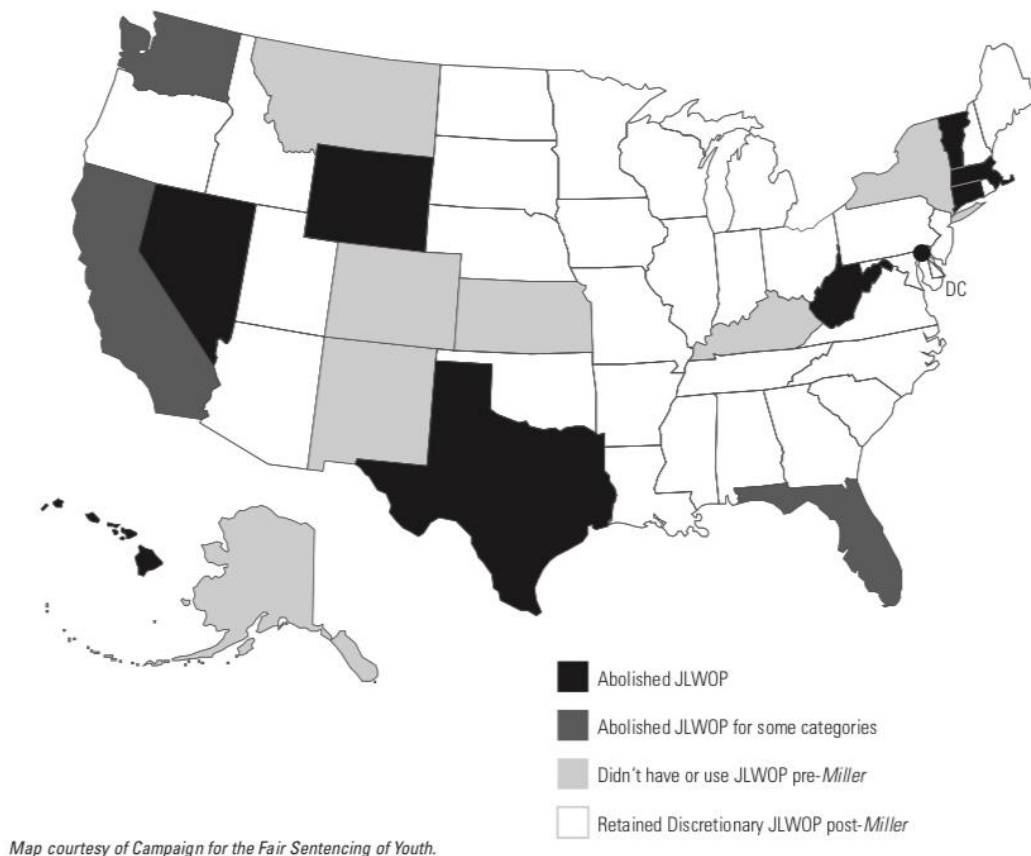 DC
Abolished JLWOP
Abolished JLWOP for some categories
Didn't have or use JLWOP pre-Miller
Retained Discretionary JLWOP post-Miller
Map courtesy of Campaign for the Fair Sentencing of Youth.